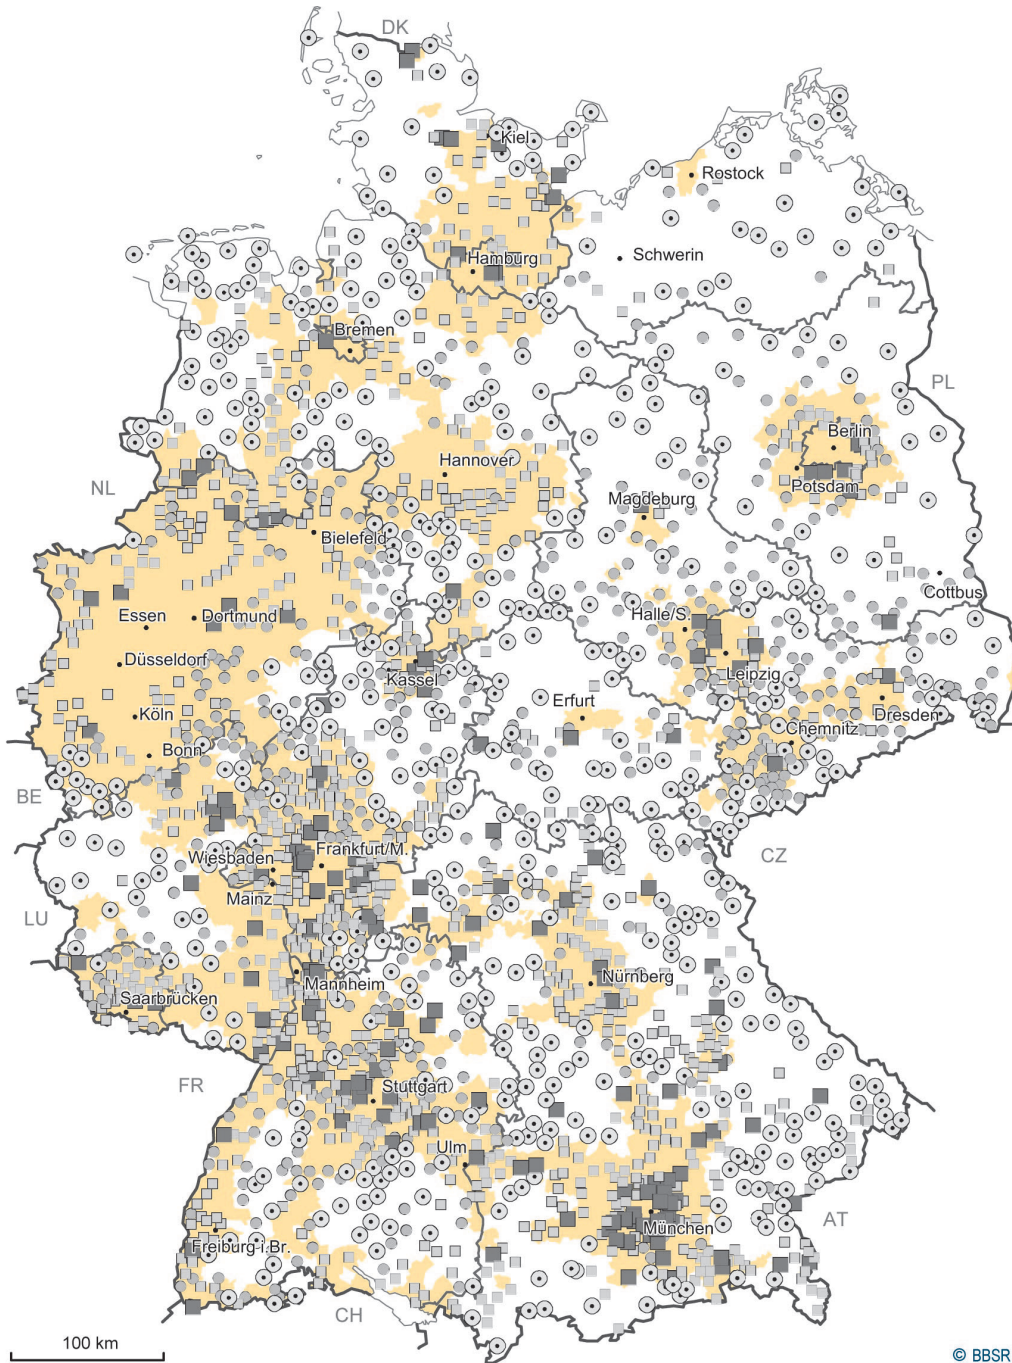 DK
Kiel
Rostock
Hamburg
Schwerin
Bremen
PL
Berlin
Hannover
NL
Potsdam
Magdeburg
Bielefeld
Cottbus
Essen
Dortmund
Halle/S.
Düsseldorf
Leipzig
Kassel
Erfurt
Köln
Dresden
Chemnitz
Bonn
BE
Frankfurt/M.
Wiesbaden
CZ
Mainz
LU
Nürnberg
Mannheim
Saarbrücken
FR
Stuttgart
Ulm
AT
München
Freiburg i.Br.
CH
100 km
© BBSR